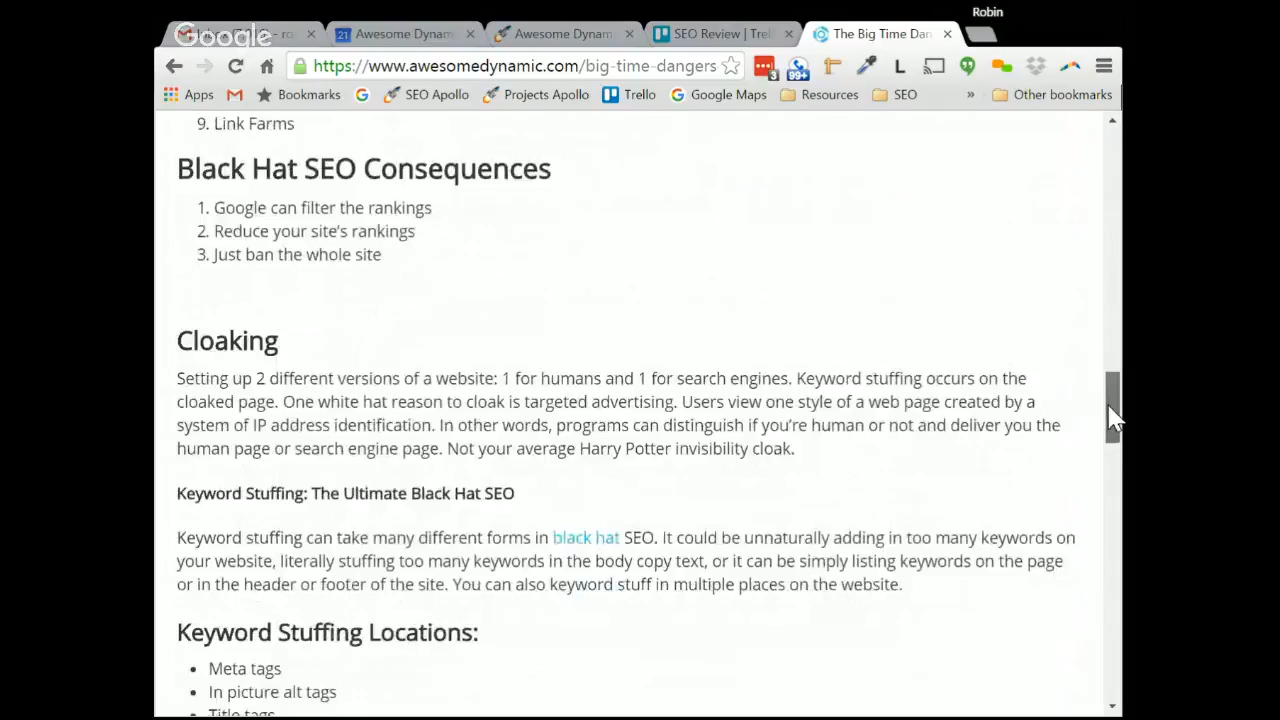 Robin
Google
Awesome Dynam
Awesome Dynam
SEO Review | Trel
The Big Time Dan
https://www.awesomedynamic.com/big-time-dangers
3
99+
L
Apps
Bookmarks
SEO Apollo
Projects Apollo
Trello
Google Maps
Resources
SEO
»
Other bookmarks
9. Link Farms
Black Hat SEO Consequences
1. Google can filter the rankings
2. Reduce your site's rankings
3. Just ban the whole site
Cloaking
Setting up 2 different versions of a website: 1 for humans and 1 for search engines. Keyword stuffing occurs on the
cloaked page. One white hat reason to cloak is targeted advertising. Users view one style of a web page created by a
system of IP address identification. In other words, programs can distinguish if you're human or not and deliver you the
human page or search engine page. Not your average Harry Potter invisibility cloak.
Keyword Stuffing: The Ultimate Black Hat SEO
Keyword stuffing can take many different forms in black hat SEO. It could be unnaturally adding in too many keywords on
your website, literally stuffing too many keywords in the body copy text, or it can be simply listing keywords on the page
or in the header or footer of the site. You can also keyword stuff in multiple places on the website.
Keyword Stuffing Locations:
• Meta tags
• In picture alt tags
• Title tags